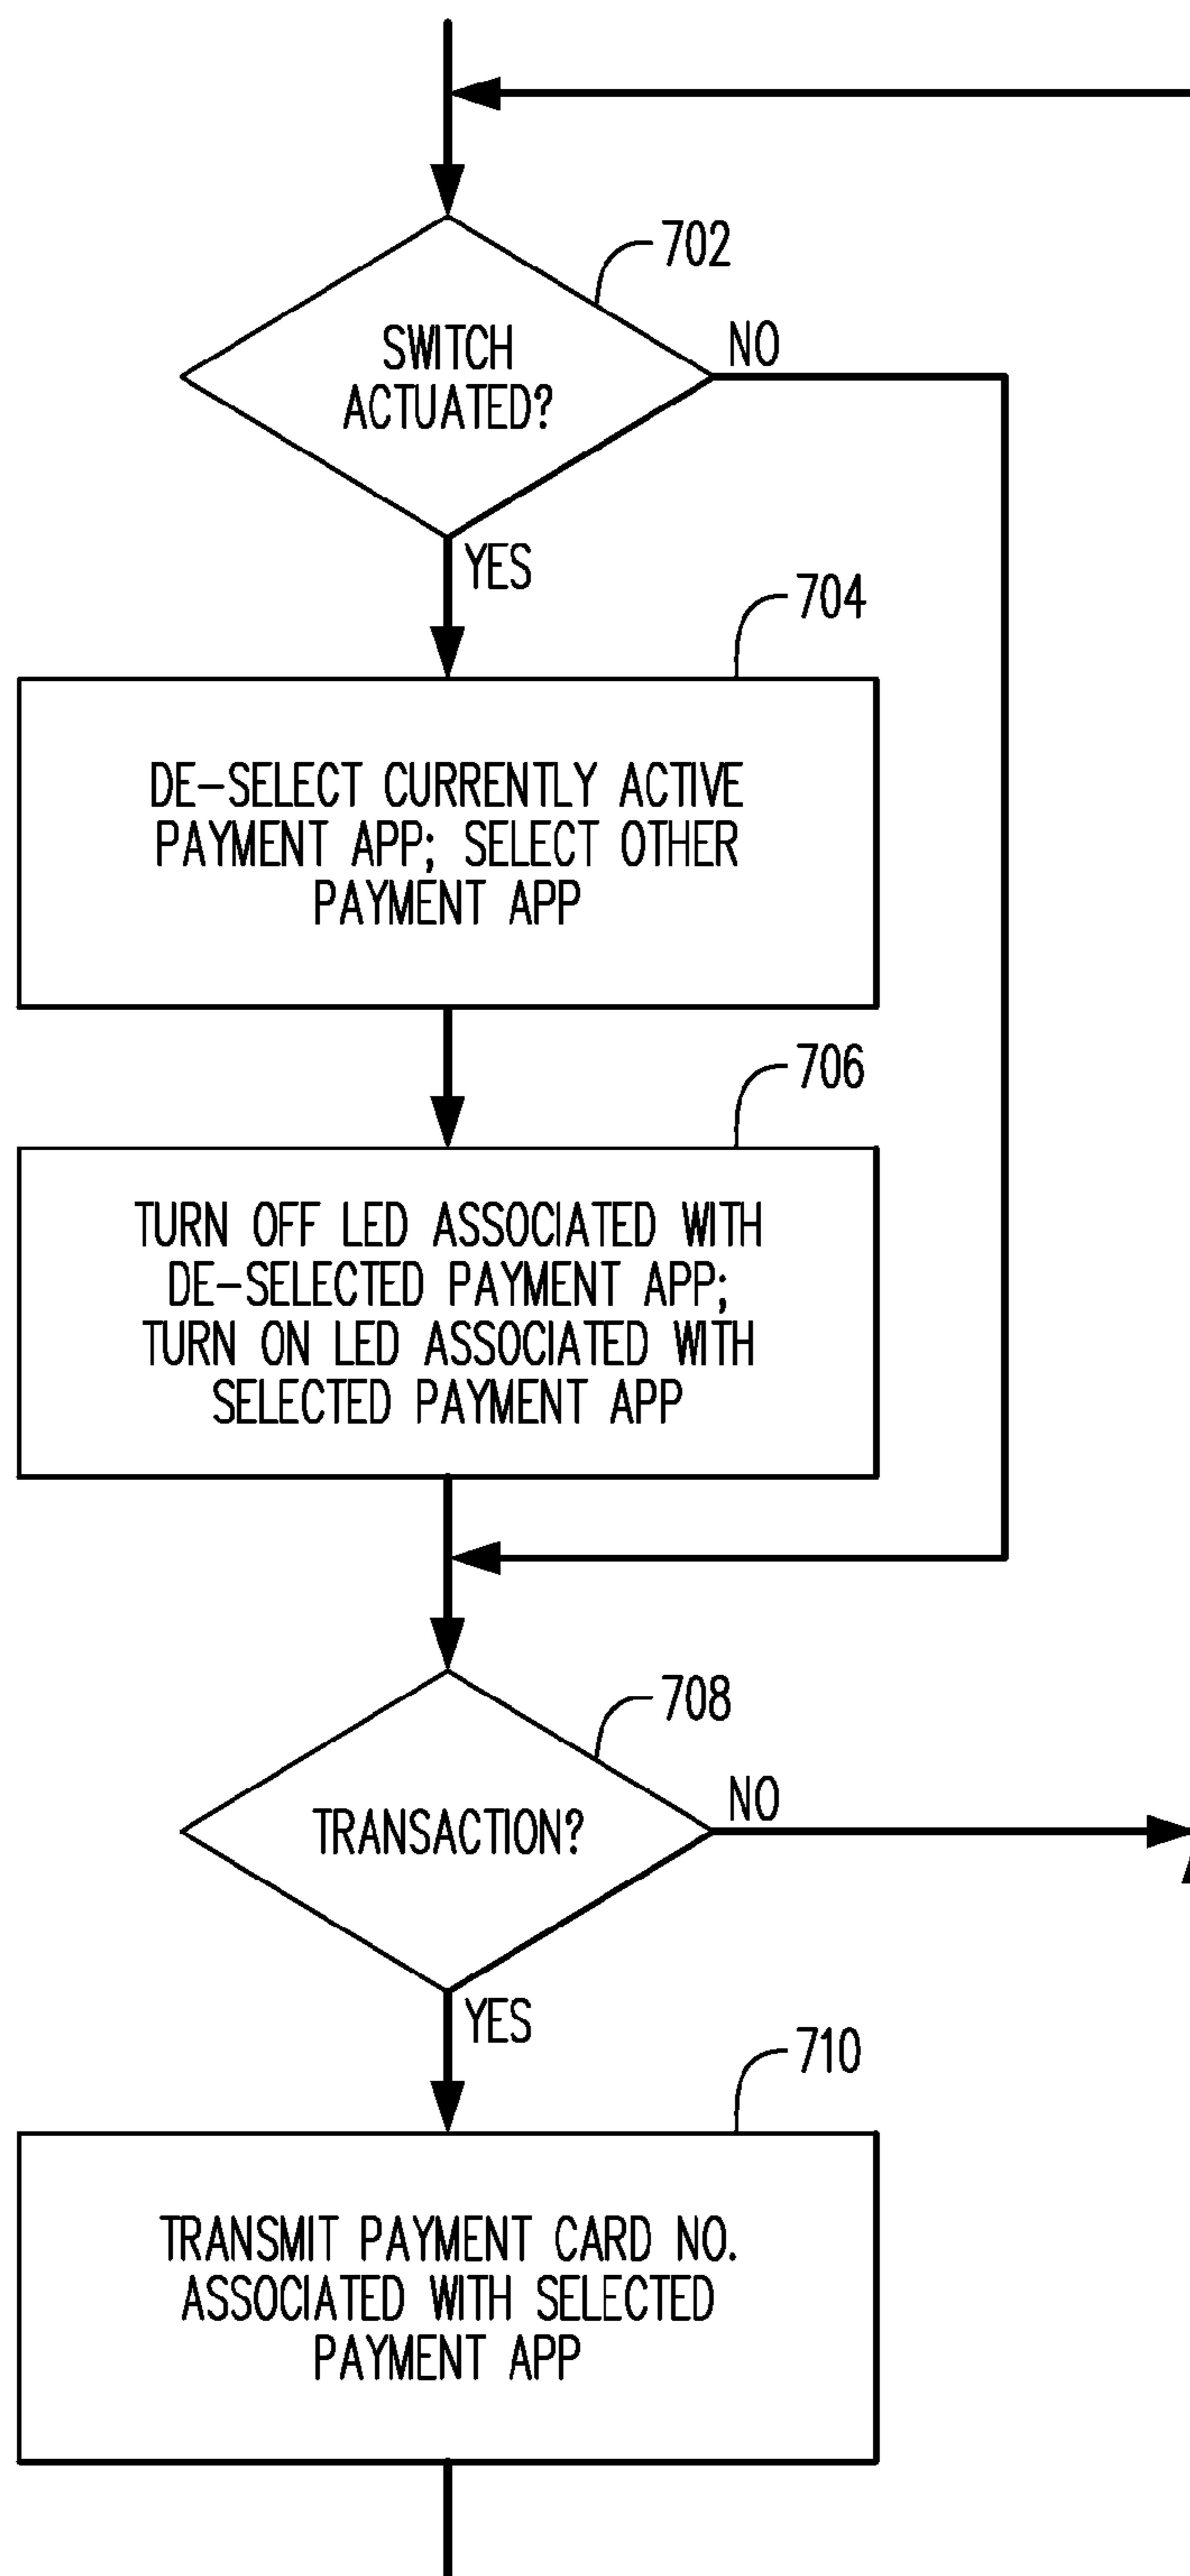 702
SWITCH
ACTUATED?
NO
YES
704
DE-SELECT CURRENTLY ACTIVE
PAYMENT APP; SELECT OTHER
PAYMENT APP
706
TURN OFF LED ASSOCIATED WITH
DE-SELECTED PAYMENT APP;
TURN ON LED ASSOCIATED WITH
SELECTED PAYMENT APP
708
TRANSACTION?
NO
YES
710
TRANSMIT PAYMENT CARD NO.
ASSOCIATED WITH SELECTED
PAYMENT APP